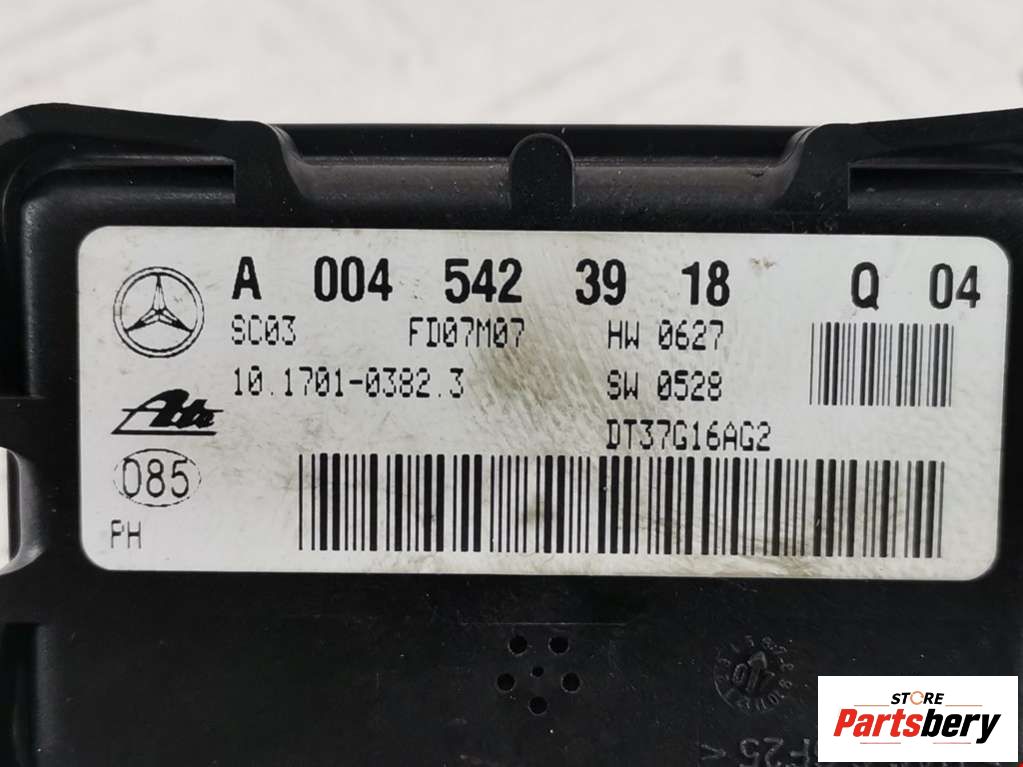 A 004 542 39 18 Q 04
SC03 FD07M07 HW 0627
10.1701-0382.3 SW 0528
Ate DT37G16AG2
085
PH
STORE
Partsbery